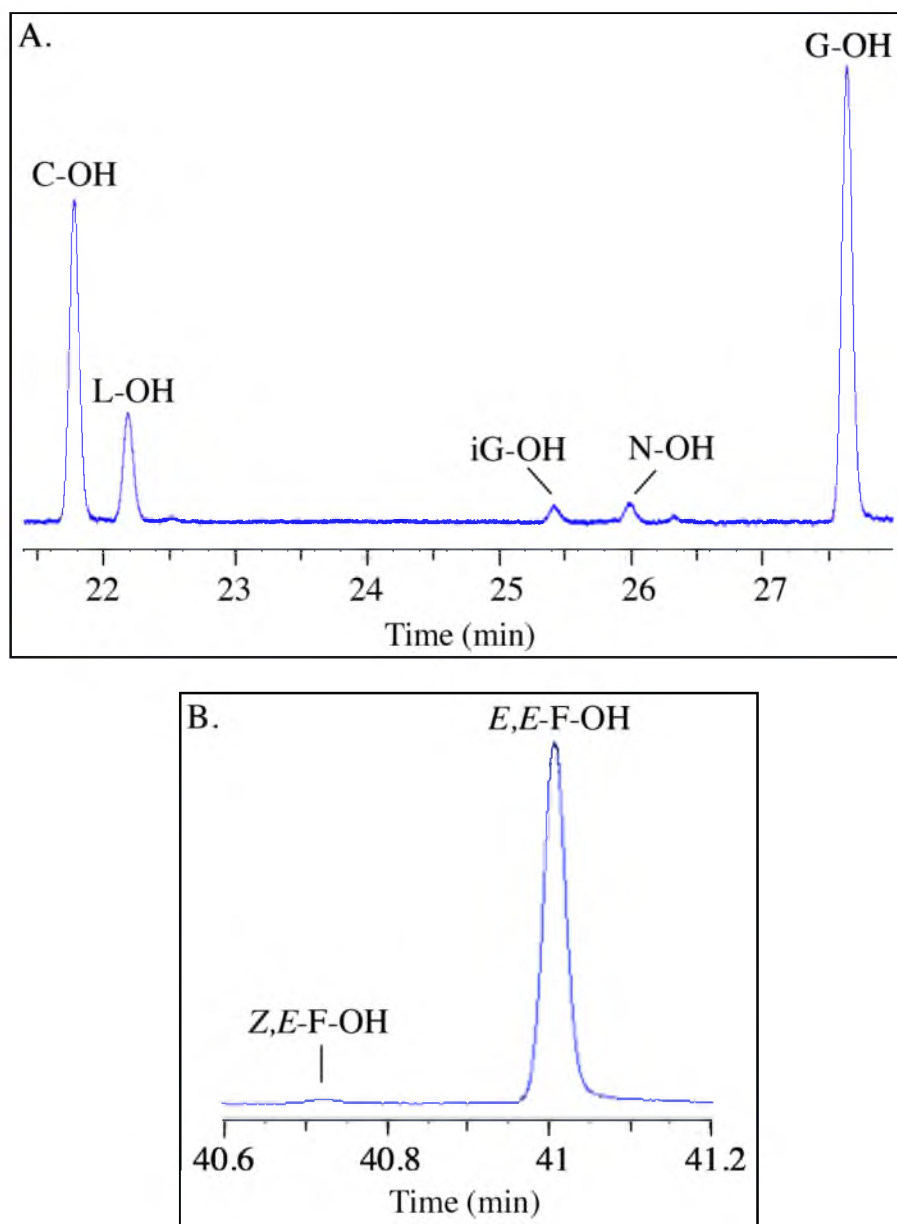 A.
G-OH
C-OH
L-OH
iG-OH
N-OH
22 23 24 25 26 27
Time (min)
B.
E,E-F-OH
Z,E-F-OH
40.6 40.8 41 41.2
Time (min)